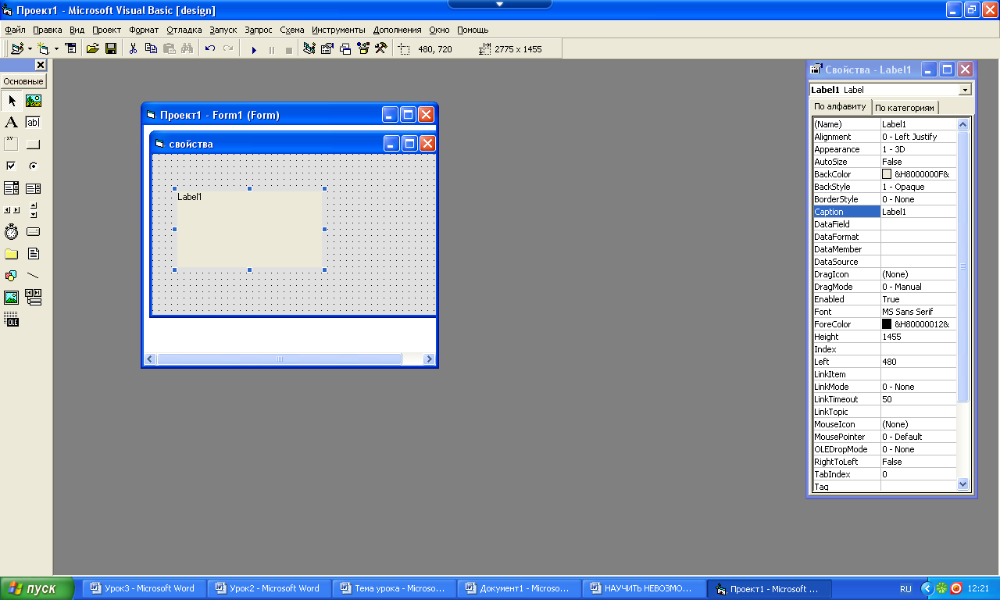 Проект1 - Microsoft Visual Basic [design]
Файл Правка Вид Проект Формат Отладка Запуск Запрос Схема Инструменты Дополнения Окно Помощь
480, 720 2775 x 1455
Основные
A ab|
xy
OLE
Проект1 - Form1 (Form)
свойства
Label1
Свойства - Label1
Label1 Label
По алфавиту По категориям
(Name) Label1
Alignment 0 - Left Justify
Appearance 1 - 3D
AutoSize False
BackColor &H8000000F&
BackStyle 1 - Opaque
BorderStyle 0 - None
Caption Label1
DataField
DataFormat
DataMember
DataSource
DragIcon (None)
DragMode 0 - Manual
Enabled True
Font MS Sans Serif
ForeColor &H80000012&
Height 1455
Index
Left 480
LinkItem
LinkMode 0 - None
LinkTimeout 50
LinkTopic
MouseIcon (None)
MousePointer 0 - Default
OLEDropMode 0 - None
RightToLeft False
TabIndex 0
Tag
пуск Урок3 - Microsoft Word Урок2 - Microsoft Word Тема урока - Microso... Документ1 - Microso... НАУЧИТЬ НЕВОЗМО... Проект1 - Microsoft ... RU 12:21